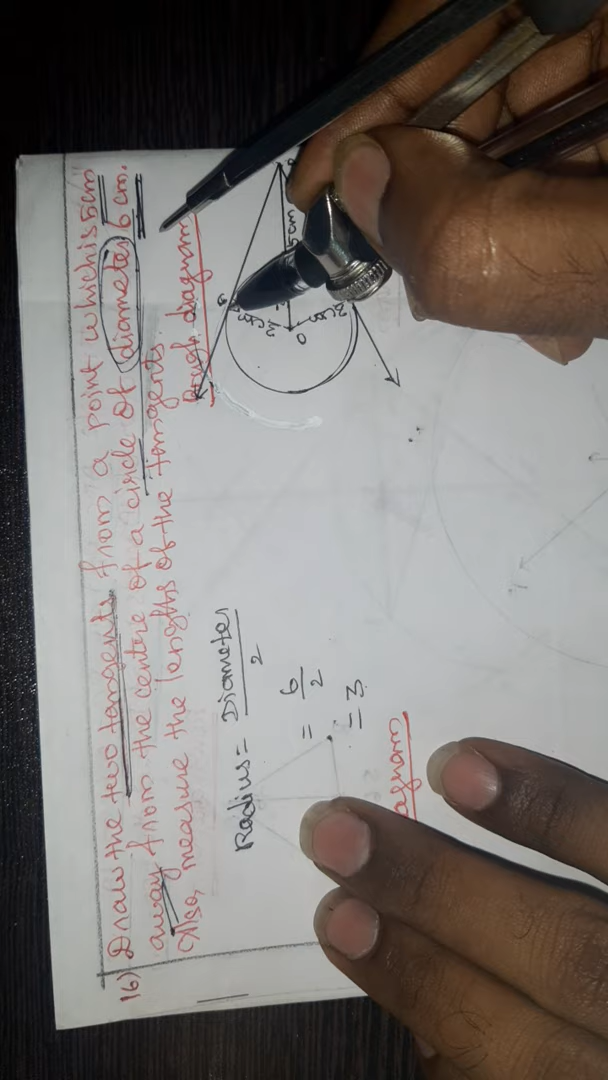 16) Draw the two tangents from a point which is 5cm
away from the centre of a circle of diameter 6 cm.
Also, measure the lengths of the tangents
Rough diagram
5cm
3cm
O
Radius = Diameter
2
= 6
2
= 3